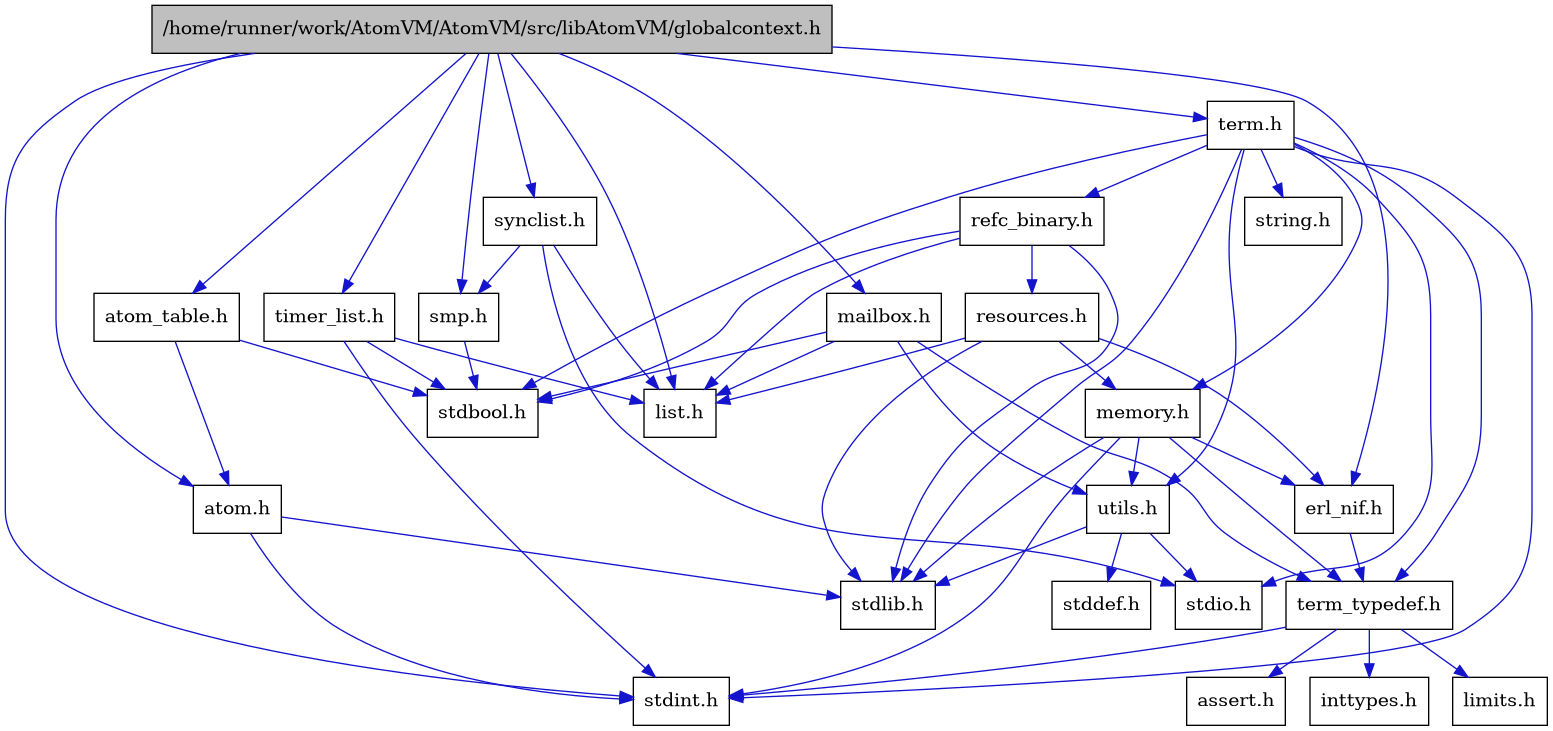 /home/runner/work/AtomVM/AtomVM/src/libAtomVM/globalcontext.h
term.h
synclist.h
refc_binary.h
string.h
atom_table.h
timer_list.h
smp.h
mailbox.h
resources.h
stdbool.h
list.h
memory.h
atom.h
utils.h
erl_nif.h
stdlib.h
stddef.h
stdio.h
term_typedef.h
stdint.h
assert.h
inttypes.h
limits.h